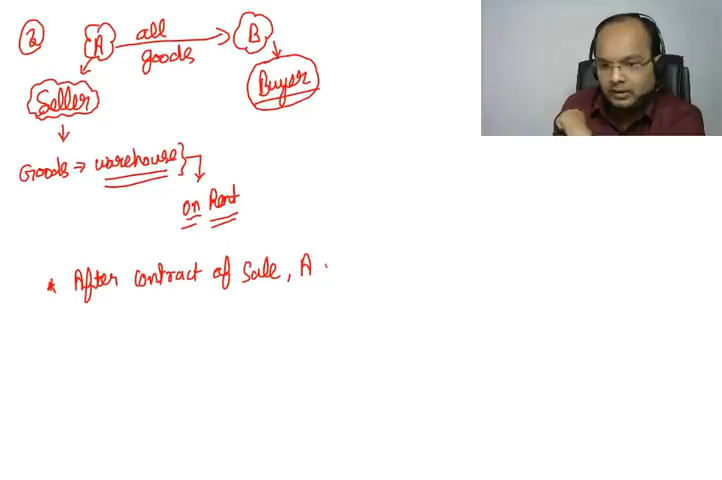 2
A all B
goods
Seller
Buyer
Goods → warehouse }
on Rent
* After contract of Sale, A